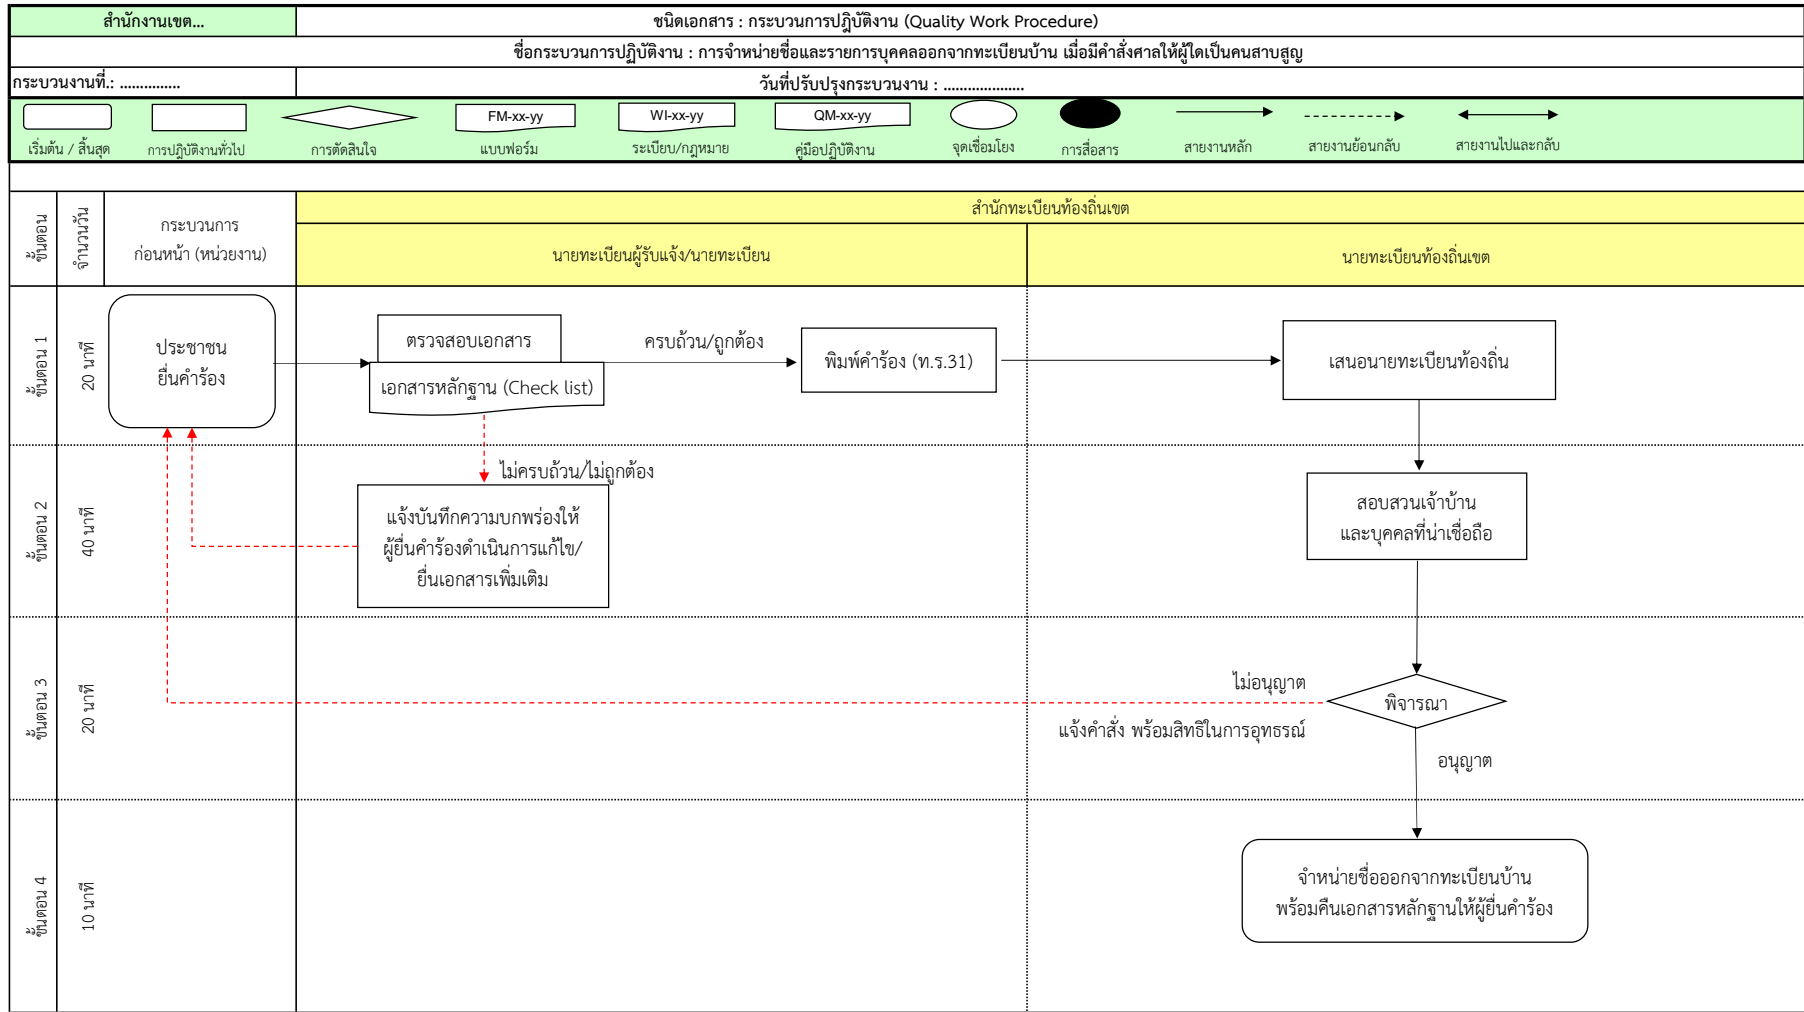 สำนักงานเขต...
ชนิดเอกสาร : กระบวนการปฎิบัติงาน (Quality Work Procedure)
ชื่อกระบวนการปฏิบัติงาน : การจำหน่ายชื่อและรายการบุคคลออกจากทะเบียนบ้าน เมื่อมีคำสั่งศาลให้ผู้ใดเป็นคนสาบสูญ
กระบวนงานที่.: ...............
วันที่ปรับปรุงกระบวนงาน : ....................
FM-xx-yy
WI-xx-yy
QM-xx-yy
เริ่มต้น / สิ้นสุด
การปฎิบัติงานทั่วไป
การตัดสินใจ
แบบฟอร์ม
ระเบียบ/กฎหมาย
คู่มือปฏิบัติงาน
จุดเชื่อมโยง
การสื่อสาร
สายงานหลัก
สายงานย้อนกลับ
สายงานไปและกลับ
ขั้นตอน
จำนวนวัน
กระบวนการ
ก่อนหน้า (หน่วยงาน)
สำนักทะเบียนท้องถิ่นเขต
นายทะเบียนผู้รับแจ้ง/นายทะเบียน
นายทะเบียนท้องถิ่นเขต
ขั้นตอน 1
20 นาที
ประชาชน
ยื่นคำร้อง
ตรวจสอบเอกสาร
เอกสารหลักฐาน (Check list)
ครบถ้วน/ถูกต้อง
พิมพ์คำร้อง (ท.ร.31)
เสนอนายทะเบียนท้องถิ่น
ขั้นตอน 2
40 นาที
ไม่ครบถ้วน/ไม่ถูกต้อง
แจ้งบันทึกความบกพร่องให้
ผู้ยื่นคำร้องดำเนินการแก้ไข/
ยื่นเอกสารเพิ่มเติม
สอบสวนเจ้าบ้าน
และบุคคลที่น่าเชื่อถือ
ขั้นตอน 3
20 นาที
ไม่อนุญาต
แจ้งคำสั่ง พร้อมสิทธิในการอุทธรณ์
พิจารณา
อนุญาต
ขั้นตอน 4
10 นาที
จำหน่ายชื่อออกจากทะเบียนบ้าน
พร้อมคืนเอกสารหลักฐานให้ผู้ยื่นคำร้อง